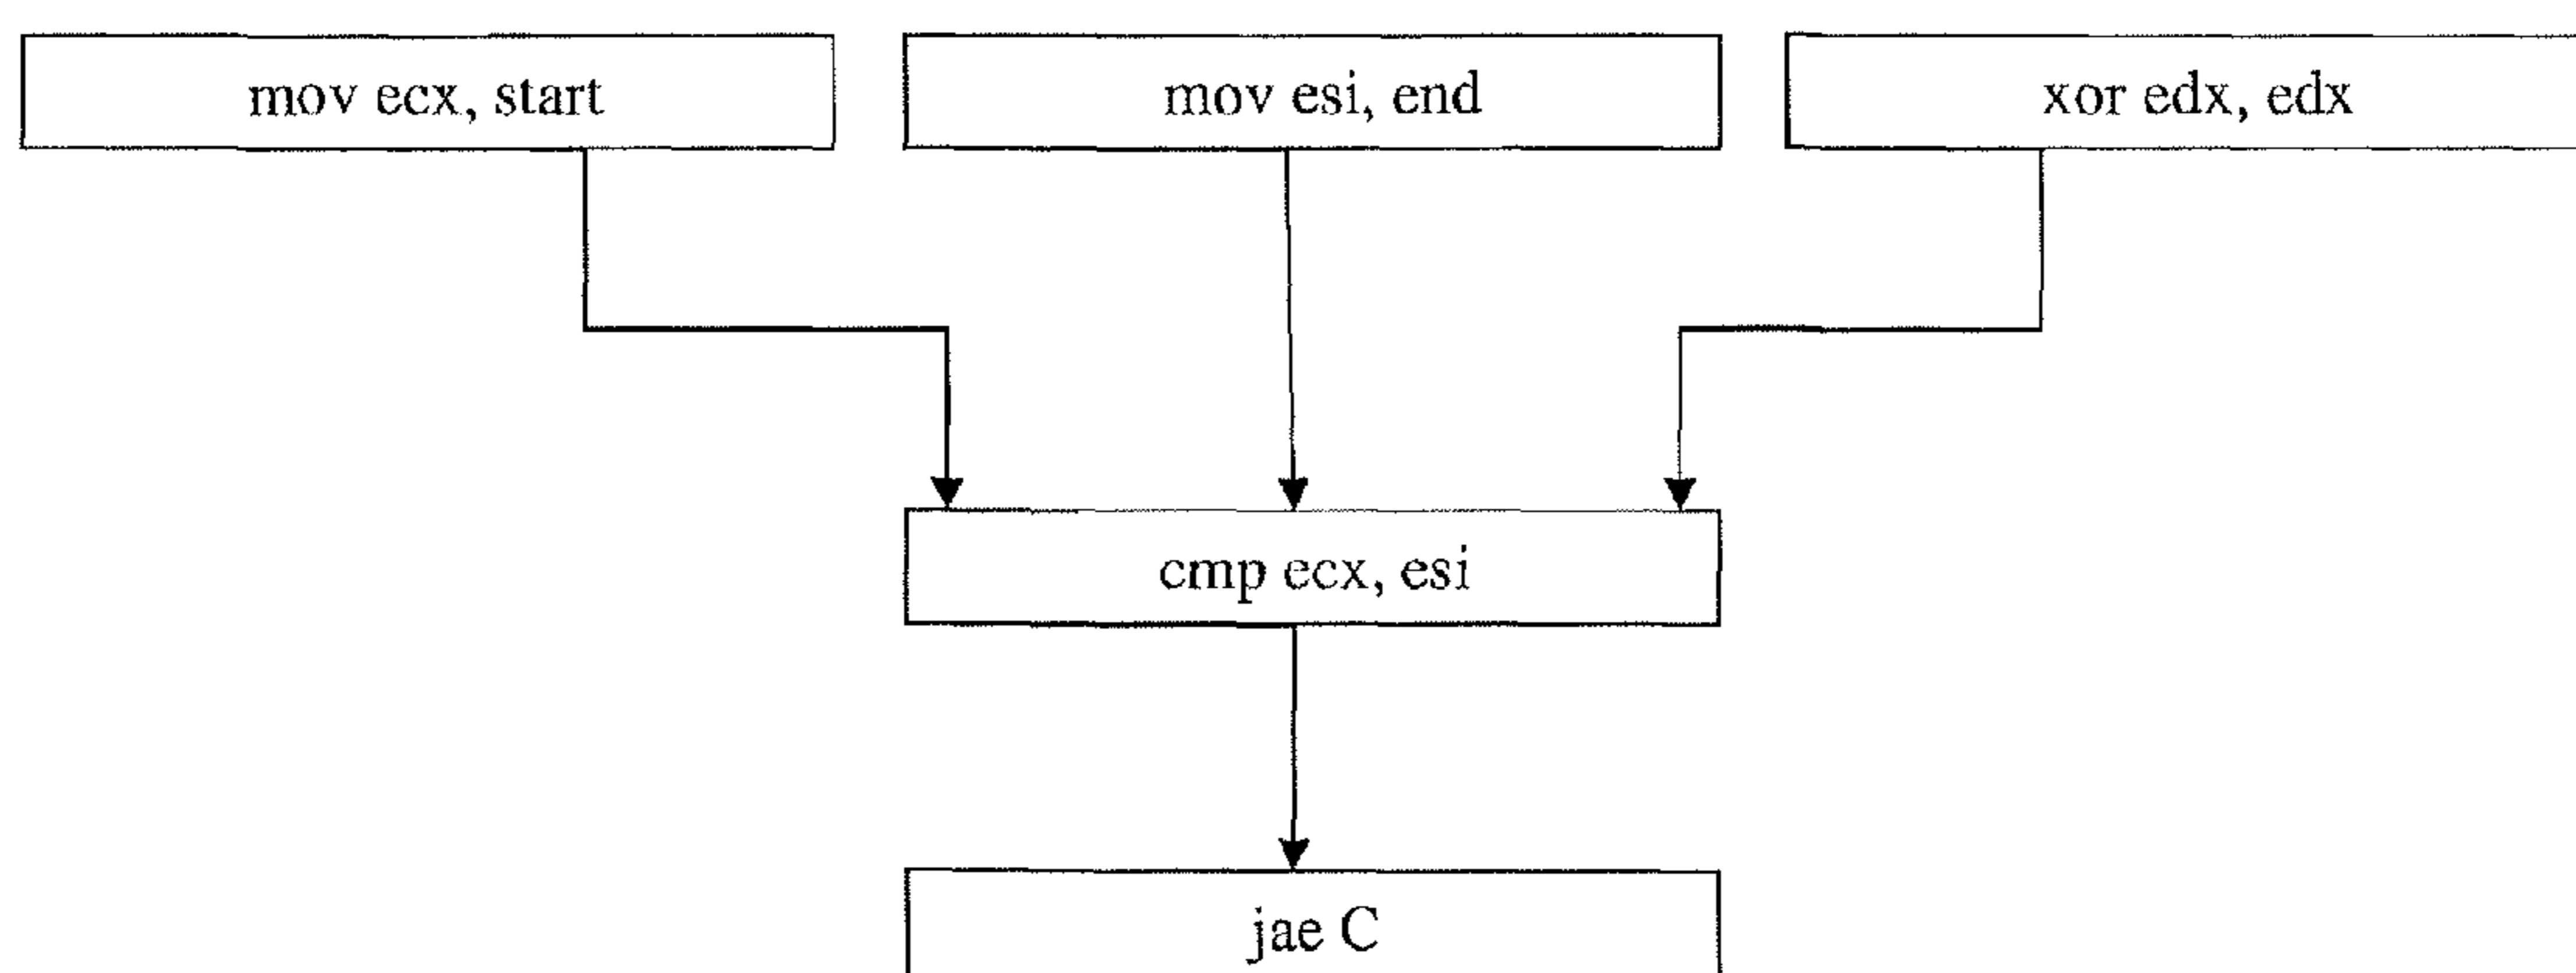 mov ecx, start
mov esi, end
xor edx, edx
cmp ecx, esi
jae C